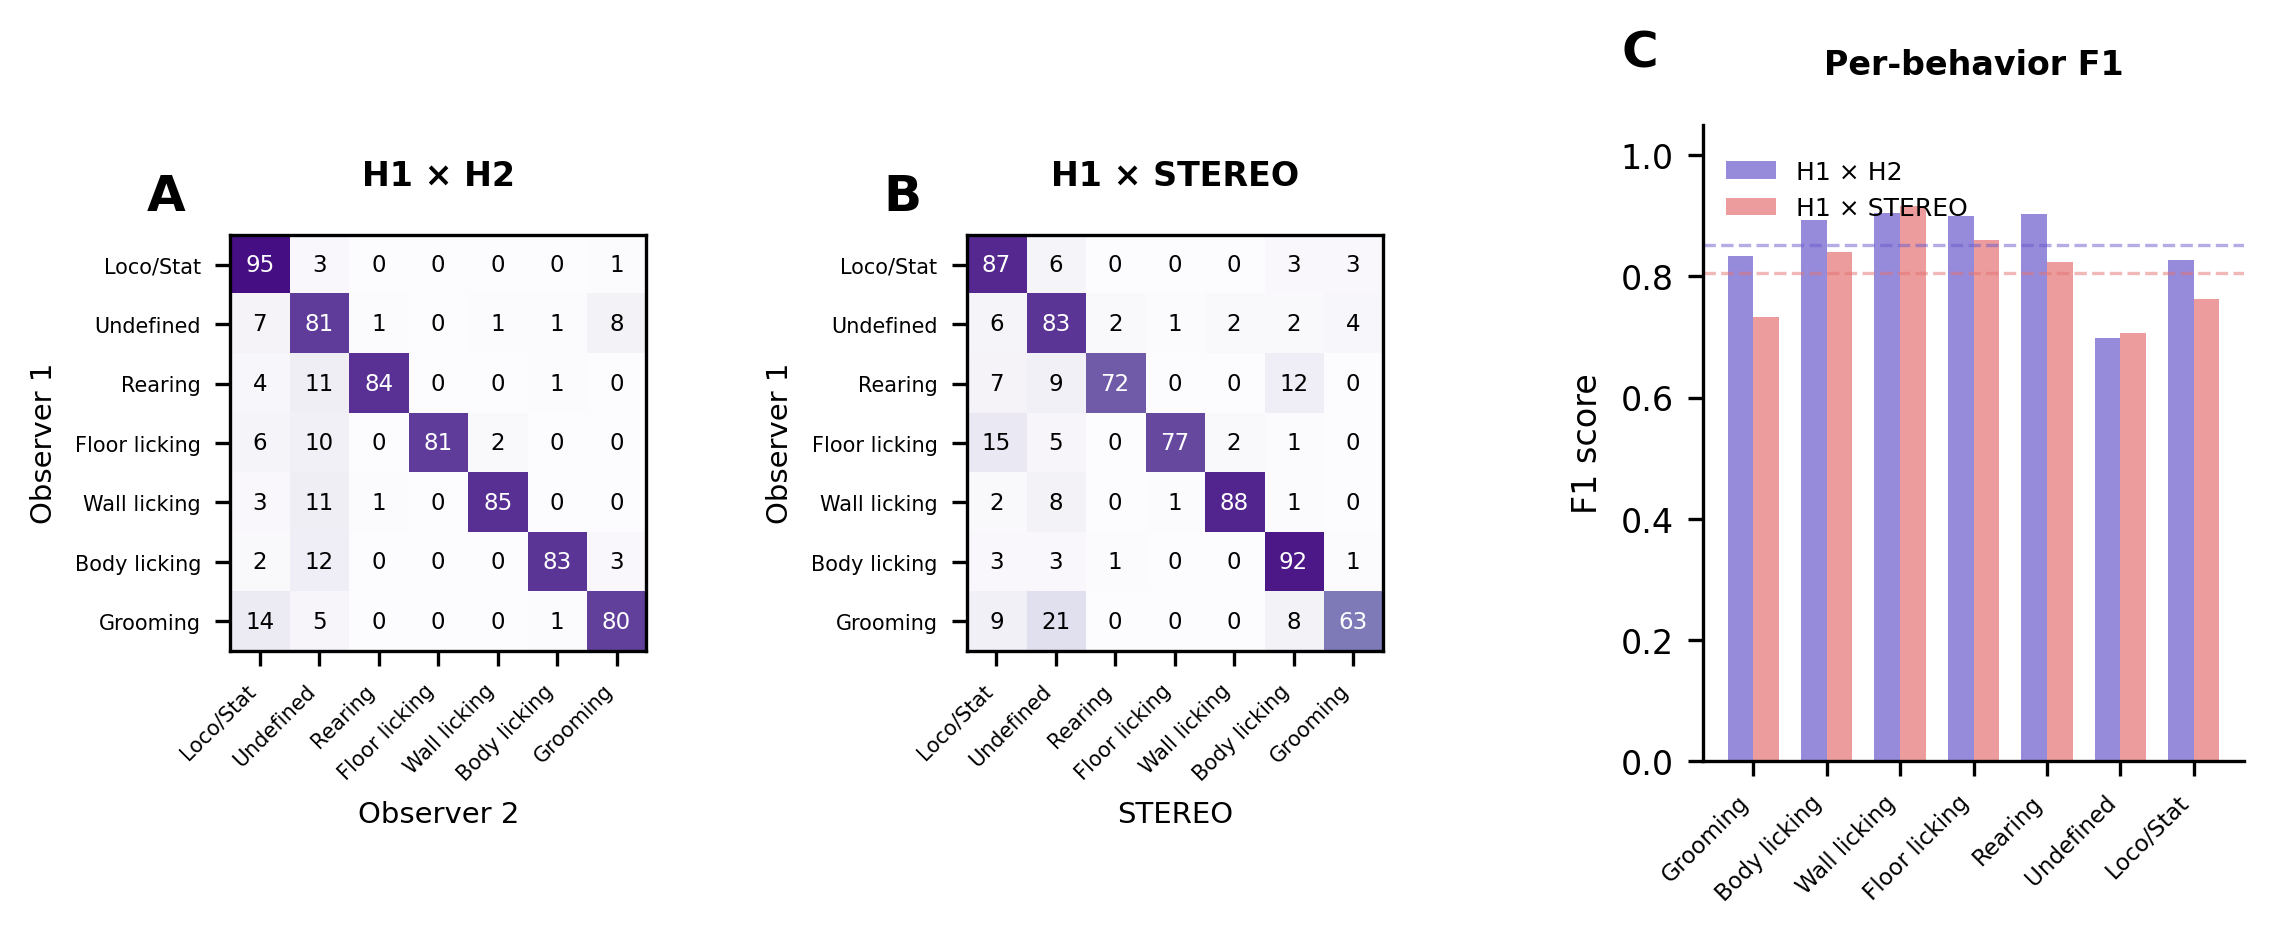 A
H1 × H2
Observer 1
Loco/Stat 95 3 0 0 0 0 1
Undefined 7 81 1 0 1 1 8
Rearing 4 11 84 0 0 1 0
Floor licking 6 10 0 81 2 0 0
Wall licking 3 11 1 0 85 0 0
Body licking 2 12 0 0 0 83 3
Grooming 14 5 0 0 0 1 80
Loco/Stat Undefined Rearing Floor licking Wall licking Body licking Grooming
Observer 2
B
H1 × STEREO
Observer 1
Loco/Stat 87 6 0 0 0 3 3
Undefined 6 83 2 1 2 2 4
Rearing 7 9 72 0 0 12 0
Floor licking 15 5 0 77 2 1 0
Wall licking 2 8 0 1 88 1 0
Body licking 3 3 1 0 0 92 1
Grooming 9 21 0 0 0 8 63
Loco/Stat Undefined Rearing Floor licking Wall licking Body licking Grooming
STEREO
C
Per-behavior F1
H1 × H2
H1 × STEREO
F1 score
1.0
0.8
0.6
0.4
0.2
0.0
Grooming Body licking Wall licking Floor licking Rearing Undefined Loco/Stat